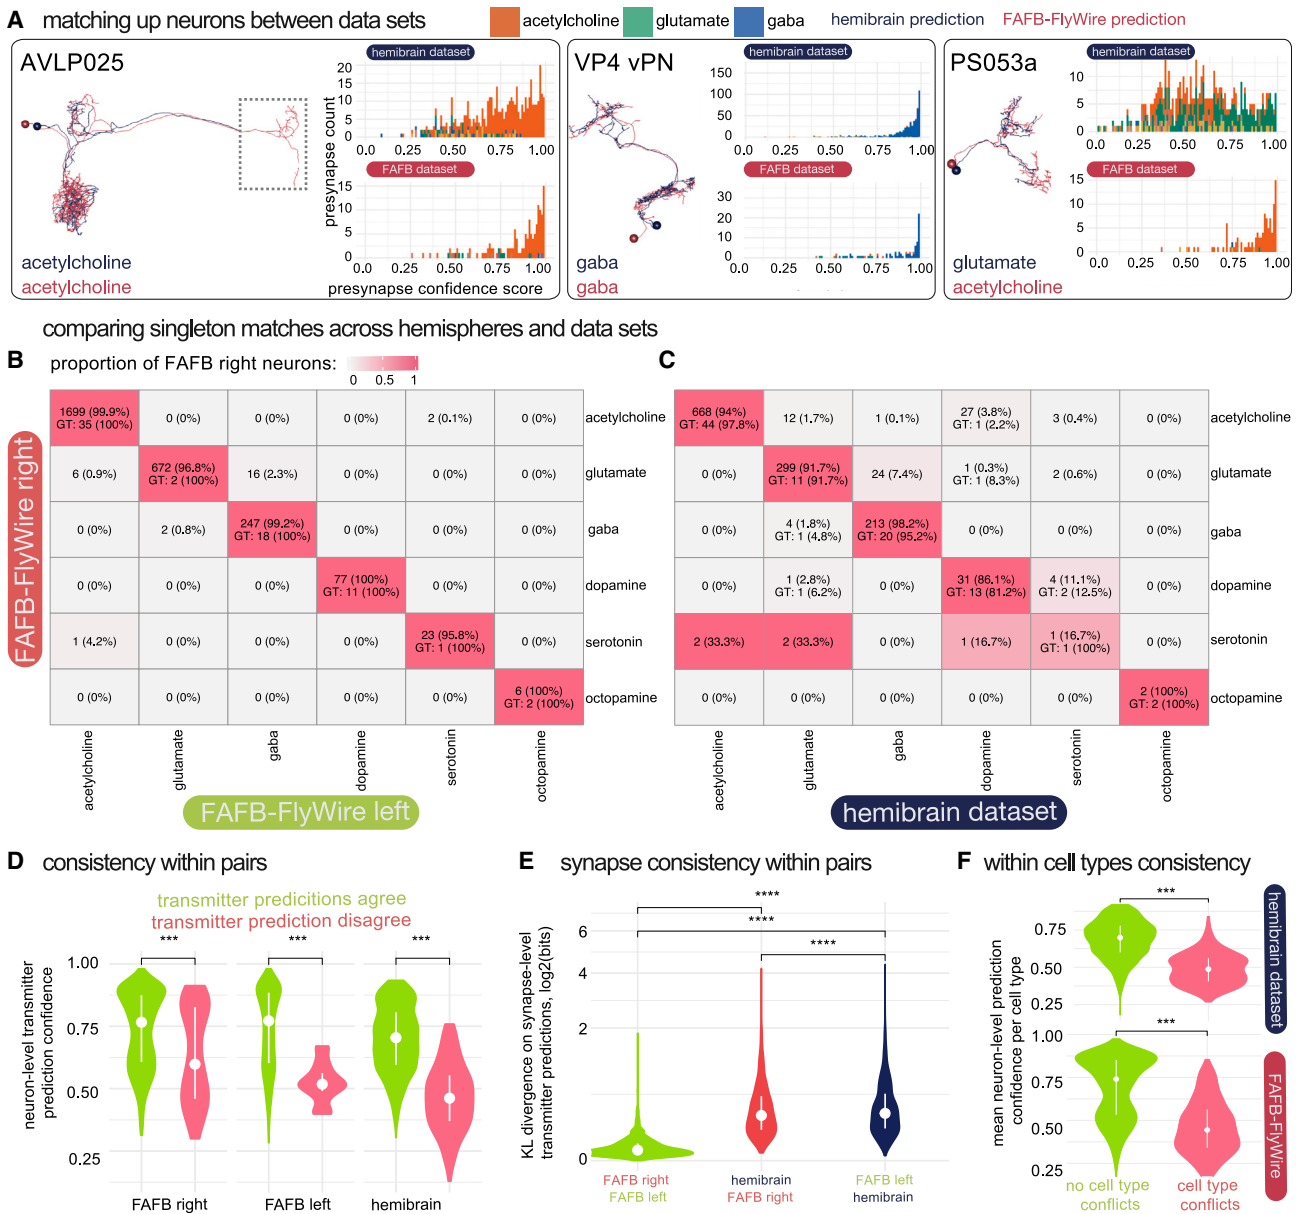 A matching up neurons between data sets
acetylcholine glutamate gaba hemibrain prediction FAFB-FlyWire prediction
AVLP025
hemibrain dataset
20
15
10
5
0
0.0 0.25 0.50 0.75 1.00
presynapse count
FAFB dataset
15
10
5
0
0.0 0.25 0.50 0.75 1.00
presynapse confidence score
acetylcholine
acetylcholine
VP4 vPN
hemibrain dataset
150
100
50
0
0.0 0.25 0.50 0.75 1.00
FAFB dataset
30
20
10
0
0.0 0.25 0.50 0.75 1.00
gaba
gaba
PS053a
hemibrain dataset
10
5
0
0.0 0.25 0.50 0.75 1.00
FAFB dataset
15
10
5
0
0.0 0.25 0.50 0.75 1.00
glutamate
acetylcholine
comparing singleton matches across hemispheres and data sets
B proportion of FAFB right neurons:
0 0.5 1
FAFB-FlyWire right
1699 (99.9%) 0 (0%) 0 (0%) 0 (0%) 2 (0.1%) 0 (0%) acetylcholine
GT: 35 (100%)
6 (0.9%) 672 (96.8%) 16 (2.3%) 0 (0%) 0 (0%) 0 (0%) glutamate
GT: 2 (100%)
0 (0%) 2 (0.8%) 247 (99.2%) 0 (0%) 0 (0%) 0 (0%) gaba
GT: 18 (100%)
0 (0%) 0 (0%) 0 (0%) 77 (100%) 0 (0%) 0 (0%) dopamine
GT: 11 (100%)
1 (4.2%) 0 (0%) 0 (0%) 0 (0%) 23 (95.8%) 0 (0%) serotonin
GT: 1 (100%)
0 (0%) 0 (0%) 0 (0%) 0 (0%) 0 (0%) 6 (100%) octopamine
GT: 2 (100%)
acetylcholine glutamate gaba dopamine serotonin octopamine
FAFB-FlyWire left
C
668 (94%) 12 (1.7%) 1 (0.1%) 27 (3.8%) 3 (0.4%) 0 (0%) acetylcholine
GT: 44 (97.8%) GT: 1 (2.2%)
0 (0%) 299 (91.7%) 24 (7.4%) 1 (0.3%) 2 (0.6%) 0 (0%) glutamate
GT: 11 (91.7%) GT: 1 (8.3%)
0 (0%) 4 (1.8%) 213 (98.2%) 0 (0%) 0 (0%) 0 (0%) gaba
GT: 1 (4.8%) GT: 20 (95.2%)
0 (0%) 1 (2.8%) 0 (0%) 31 (86.1%) 4 (11.1%) 0 (0%) dopamine
GT: 1 (6.2%) GT: 13 (81.2%) GT: 2 (12.5%)
2 (33.3%) 2 (33.3%) 0 (0%) 1 (16.7%) 1 (16.7%) 0 (0%) serotonin
GT: 1 (100%)
0 (0%) 0 (0%) 0 (0%) 0 (0%) 0 (0%) 2 (100%) octopamine
GT: 2 (100%)
acetylcholine glutamate gaba dopamine serotonin octopamine
hemibrain dataset
D consistency within pairs
transmitter predicitions agree
transmitter prediction disagree
*** *** ***
neuron-level transmitter
prediction confidence
1.00
0.75
0.50
0.25
FAFB right FAFB left hemibrain
E synapse consistency within pairs
****
****
****
KL divergence on synapse-level
transmitter predictions, log2(bits)
6
4
2
0
FAFB right hemibrain FAFB left
FAFB left FAFB right hemibrain
F within cell types consistency
mean neuron-level prediction
confidence per cell type
***
0.75
0.50
0.25
hemibrain dataset
***
1.00
0.75
0.50
0.25
FAFB-FlyWire
no cell type cell type
conflicts conflicts